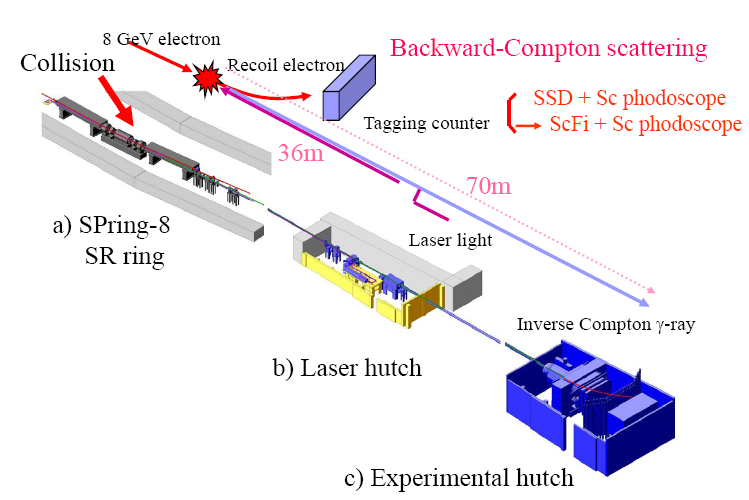 8 GeV electron
Backward-Compton scattering
Collision
Recoil electron
SSD + Sc phodoscope
Tagging counter
ScFi + Sc phodoscope
36m
70m
a) SPring-8
SR ring
Laser light
Inverse Compton γ-ray
b) Laser hutch
c) Experimental hutch